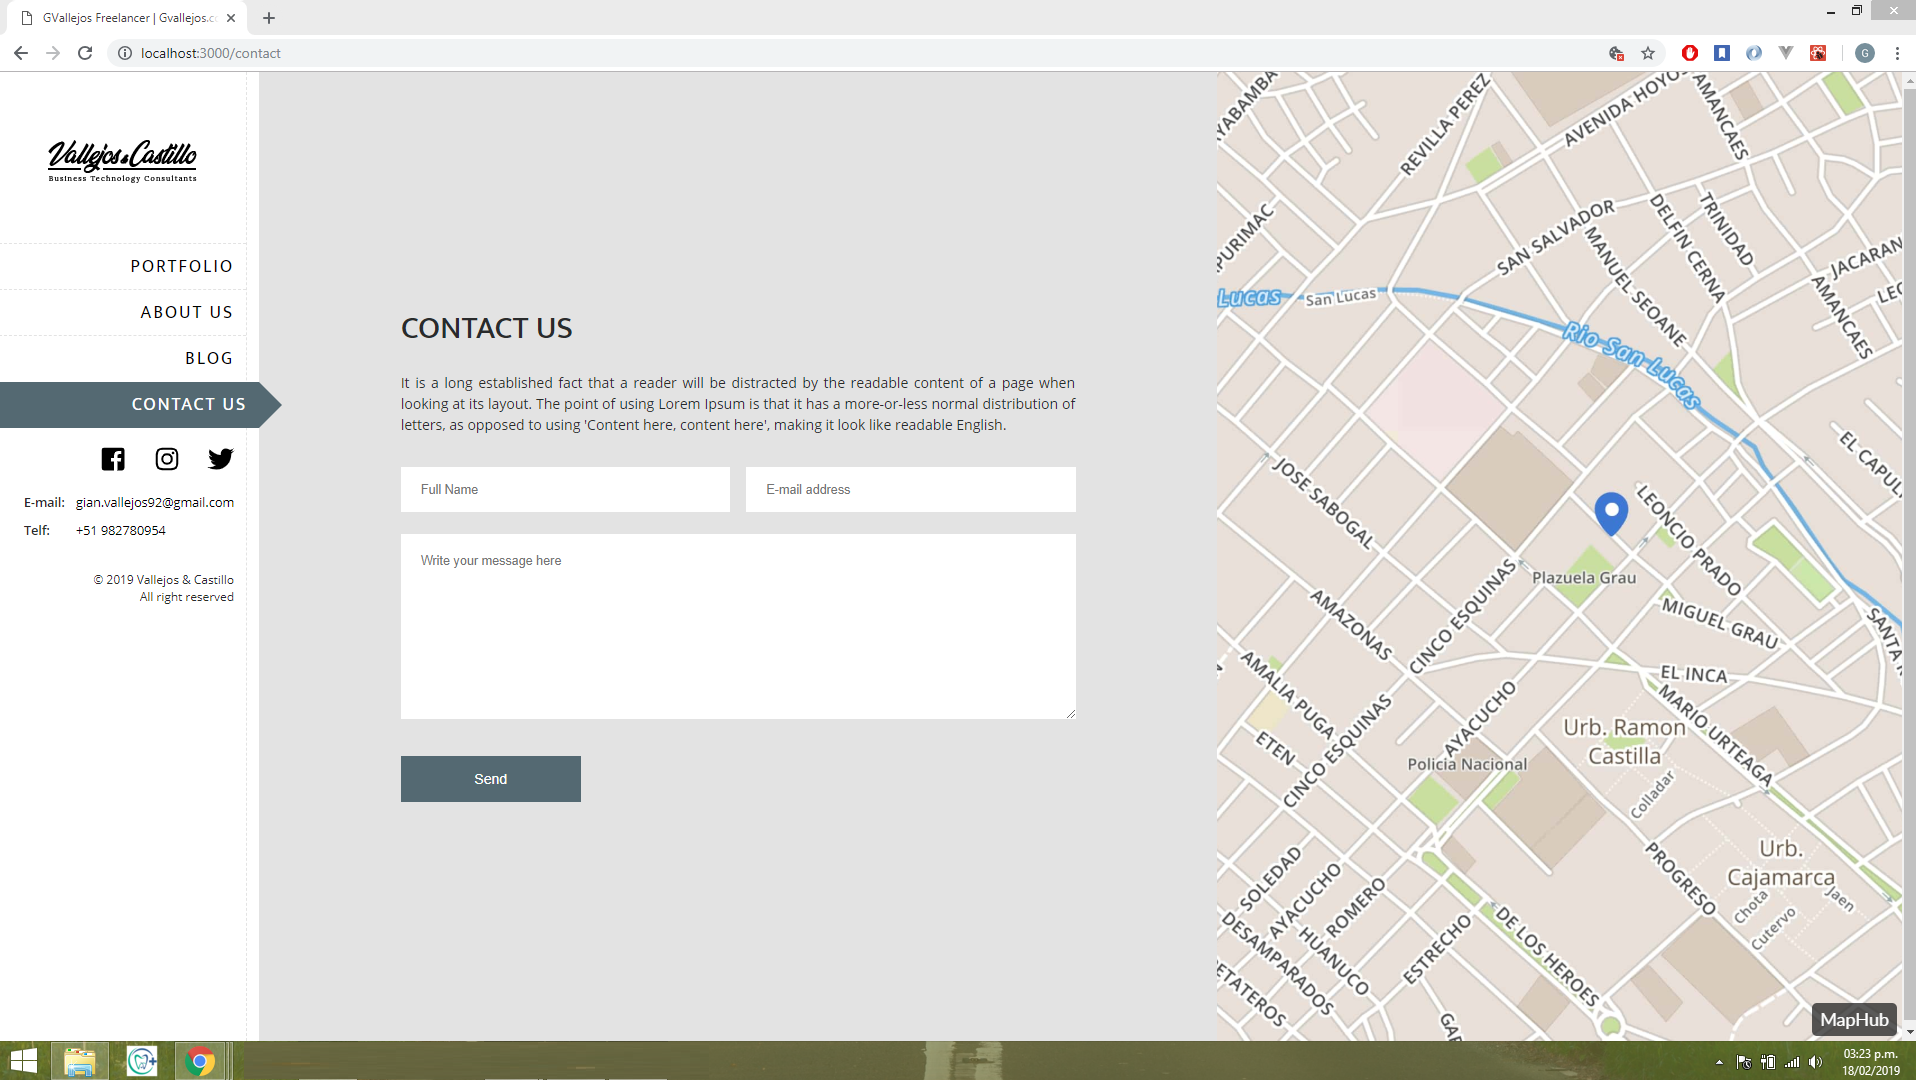 GVallejos Freelancer | Gvallejos.c
localhost:3000/contact
G
Vallejos & Castillo
Business Technology Consultants
PORTFOLIO
ABOUT US
BLOG
CONTACT US
E-mail: gian.vallejos92@gmail.com
Telf: +51 982780954
© 2019 Vallejos & Castillo
All right reserved
CONTACT US
It is a long established fact that a reader will be distracted by the readable content of a page when
looking at its layout. The point of using Lorem Ipsum is that it has a more-or-less normal distribution of
letters, as opposed to using 'Content here, content here', making it look like readable English.
Full Name
E-mail address
Write your message here
Send
YABAMBA
REVILLA PEREZ
AVENIDA HOYO
AMANCAES
PURIMAC
SAN SALVADOR
DELFIN CERNA
TRINIDAD
MANUEL SEOANE
JACARAN
LEO
AMANCAES
Lucas
San Lucas
Rio San Lucas
EL CAPULI
JOSE SABOGAL
LEONCIO PRADO
Plazuela Grau
CINCO ESQUINAS
AMAZONAS
MIGUEL GRAU
SANTA R
EL INCA
AMALIA PUGA
AYACUCHO
MARIO URTEAGA
Urb. Ramon
Castilla
ETEN
CINCO ESQUINAS
Policia Nacional
Colladar
PROGRESO
Urb.
Cajamarca
Chota
Jaen
Cutervo
SOLEDAD
AYACUCHO
ROMERO
DESAMPARADOS
HUANUCO
ESTRECHO
DE LOS HEROES
PETATEROS
GA
MapHub
03:23 p.m.
18/02/2019